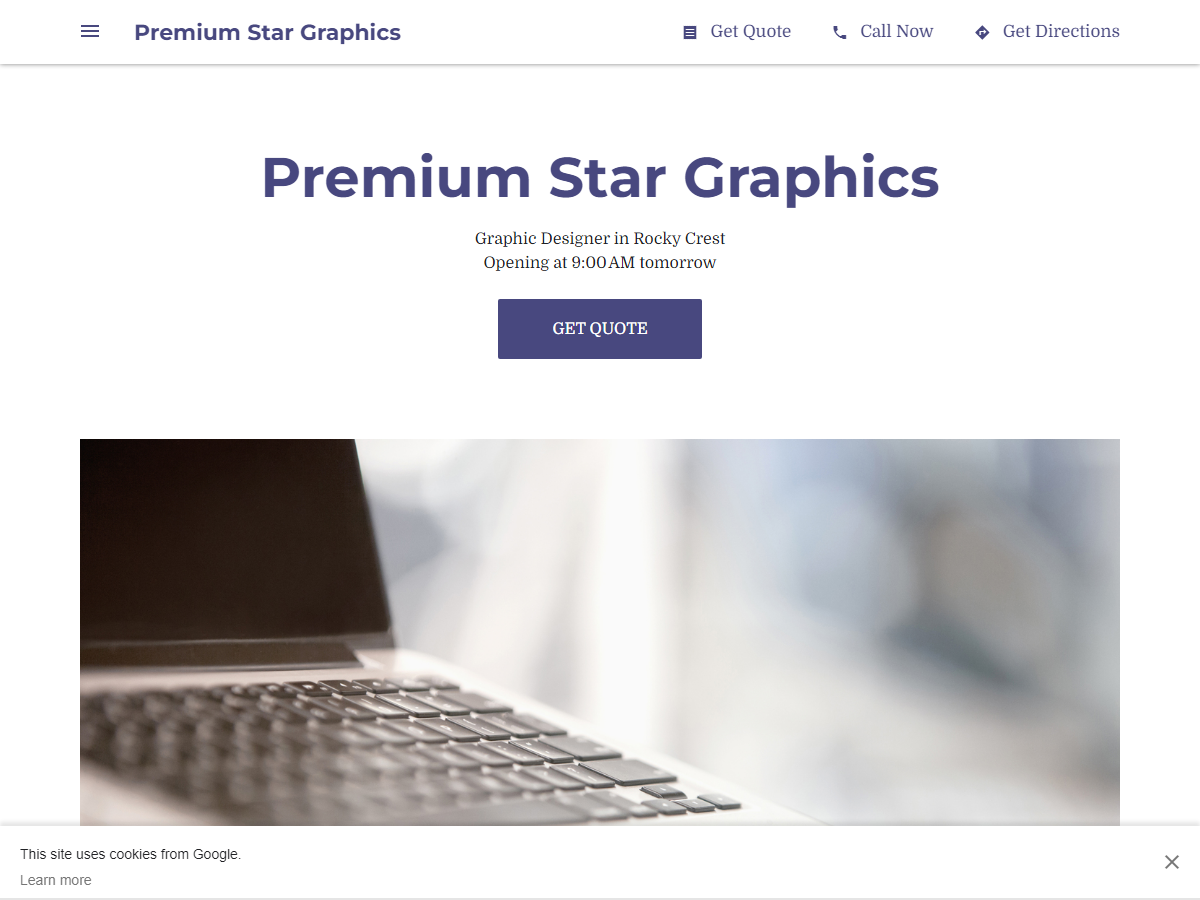 Premium Star Graphics
Get Quote
Call Now
Get Directions
Premium Star Graphics
Graphic Designer in Rocky Crest
Opening at 9:00 AM tomorrow
GET QUOTE
This site uses cookies from Google.
Learn more